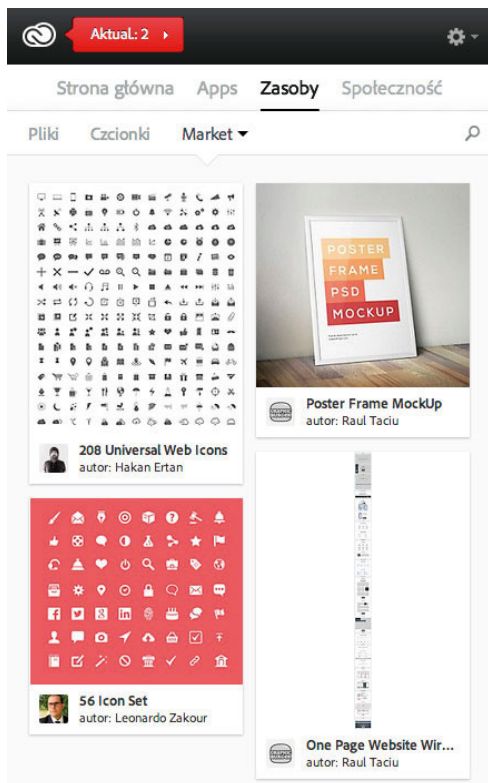 Aktual.: 2
Strona główna Apps Zasoby Społeczność
Pliki Czcionki Market
POSTER
FRAME
PSD
MOCKUP
208 Universal Web Icons
autor: Hakan Ertan
Poster Frame MockUp
autor: Raul Taciu
56 Icon Set
autor: Leonardo Zakour
One Page Website Wir...
autor: Raul Taciu